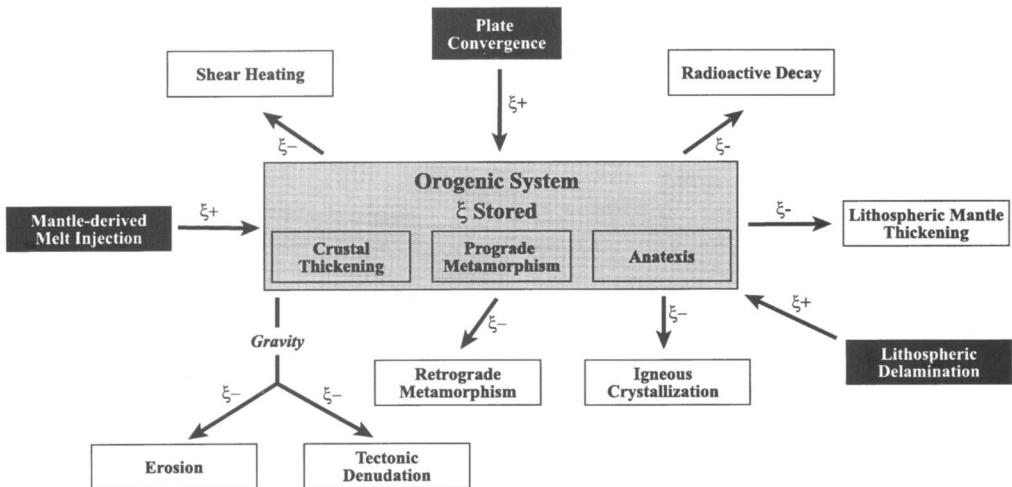 Plate
Convergence
Shear Heating
Radioactive Decay
ξ+
ξ−
ξ-
Orogenic System
ξ Stored
Mantle-derived
Melt Injection
ξ+
ξ-
Lithospheric Mantle
Thickening
Crustal
Thickening
Prograde
Metamorphism
Anatexis
ξ+
ξ−
ξ−
Gravity
Retrograde
Metamorphism
Igneous
Crystallization
Lithospheric
Delamination
ξ−
ξ−
Erosion
Tectonic
Denudation